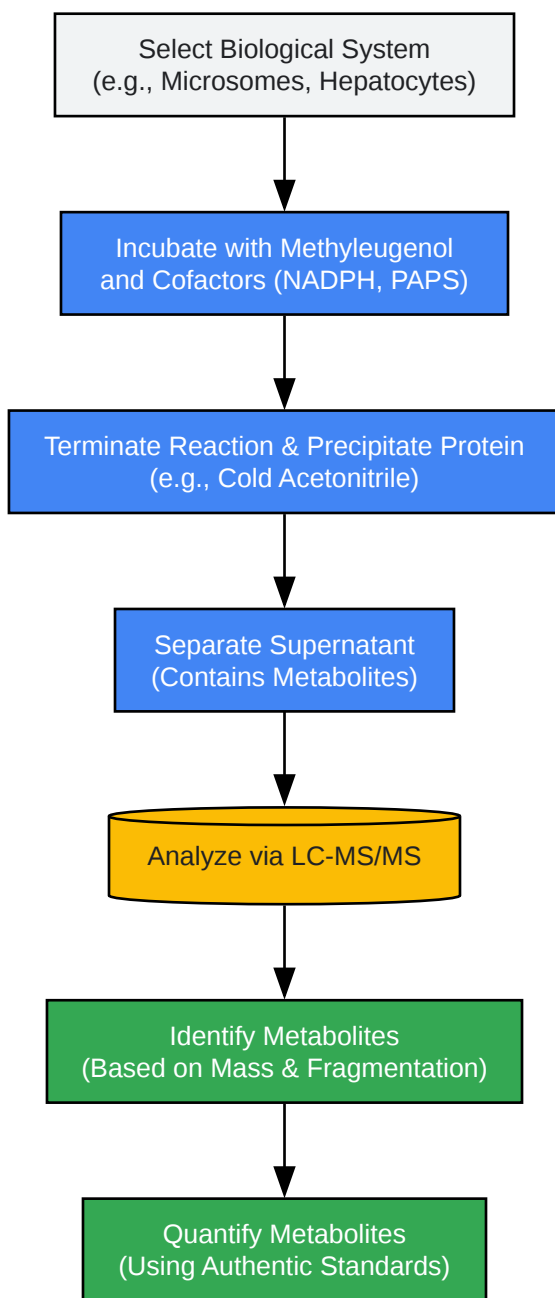 Select Biological System
(e.g., Microsomes, Hepatocytes)
Incubate with Methyleugenol
and Cofactors (NADPH, PAPS)
Terminate Reaction & Precipitate Protein
(e.g., Cold Acetonitrile)
Separate Supernatant
(Contains Metabolites)
Analyze via LC-MS/MS
Identify Metabolites
(Based on Mass & Fragmentation)
Quantify Metabolites
(Using Authentic Standards)